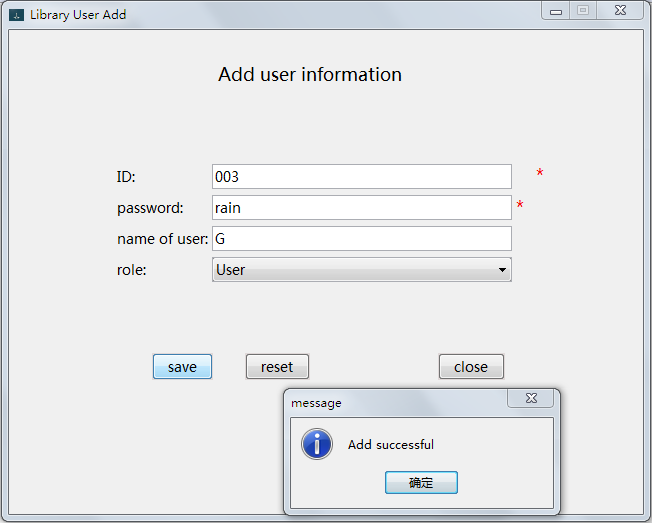 Library User Add
Add user information
ID: 003 *
password: rain *
name of user: G
role: User
save reset close
message
Add successful
确定